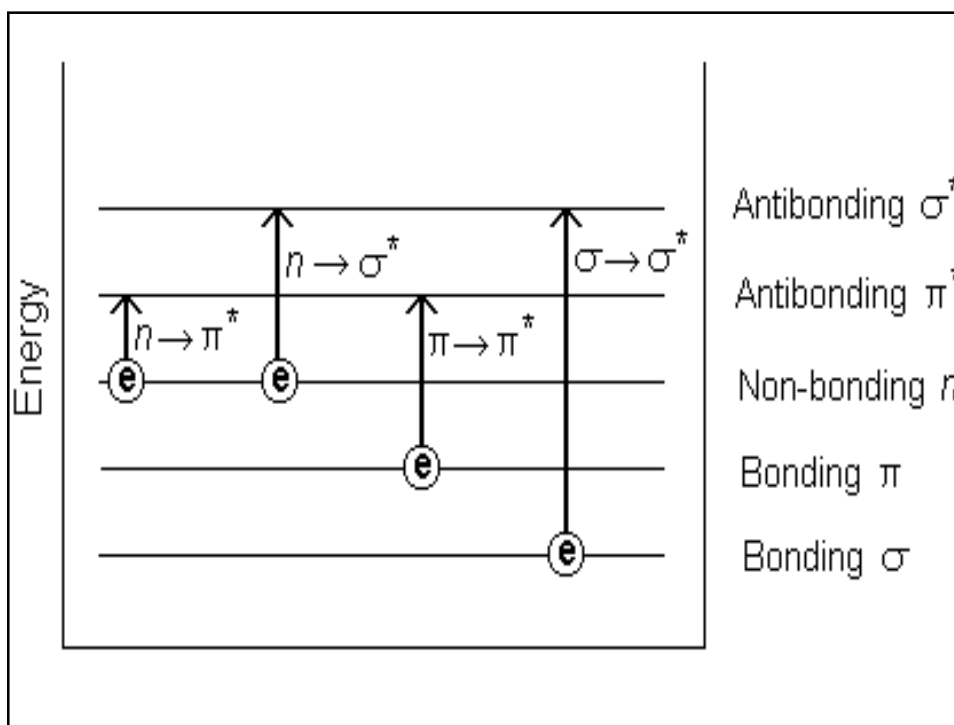 Antibonding σ*
n → σ*
σ → σ*
Antibonding π*
n → π*
π → π*
Energy
e
e
Non-bonding n
e
Bonding π
e
Bonding σ